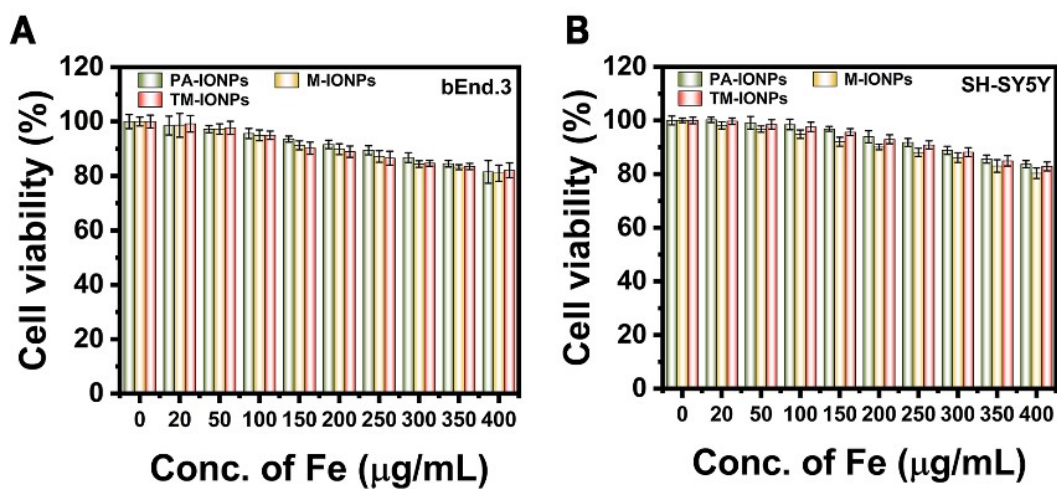 A
120
100
80
60
40
20
0
Cell viability (%)
PA-IONPs M-IONPs
TM-IONPs
bEnd.3
0 20 50 100 150 200 250 300 350 400
Conc. of Fe (μg/mL)
B
120
100
80
60
40
20
0
Cell viability (%)
PA-IONPs M-IONPs
TM-IONPs
SH-SY5Y
0 20 50 100 150 200 250 300 350 400
Conc. of Fe (μg/mL)